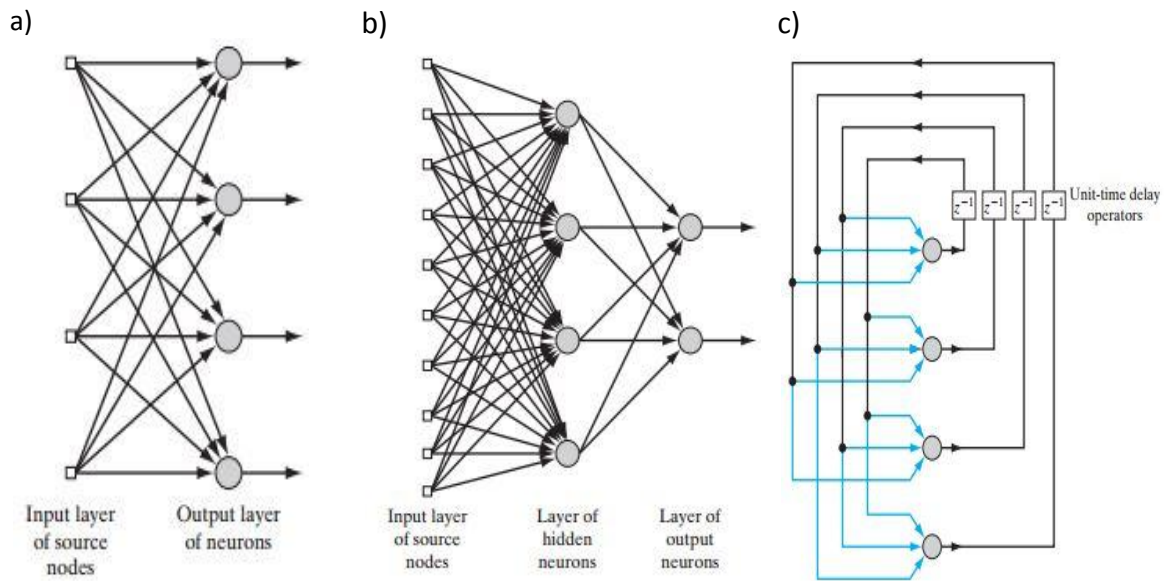 a)
b)
c)
z⁻¹ z⁻¹ z⁻¹ z⁻¹
Unit-time delay
operators
Input layer
of source
nodes
Output layer
of neurons
Input layer
of source
nodes
Layer of
hidden
neurons
Layer of
output
neurons